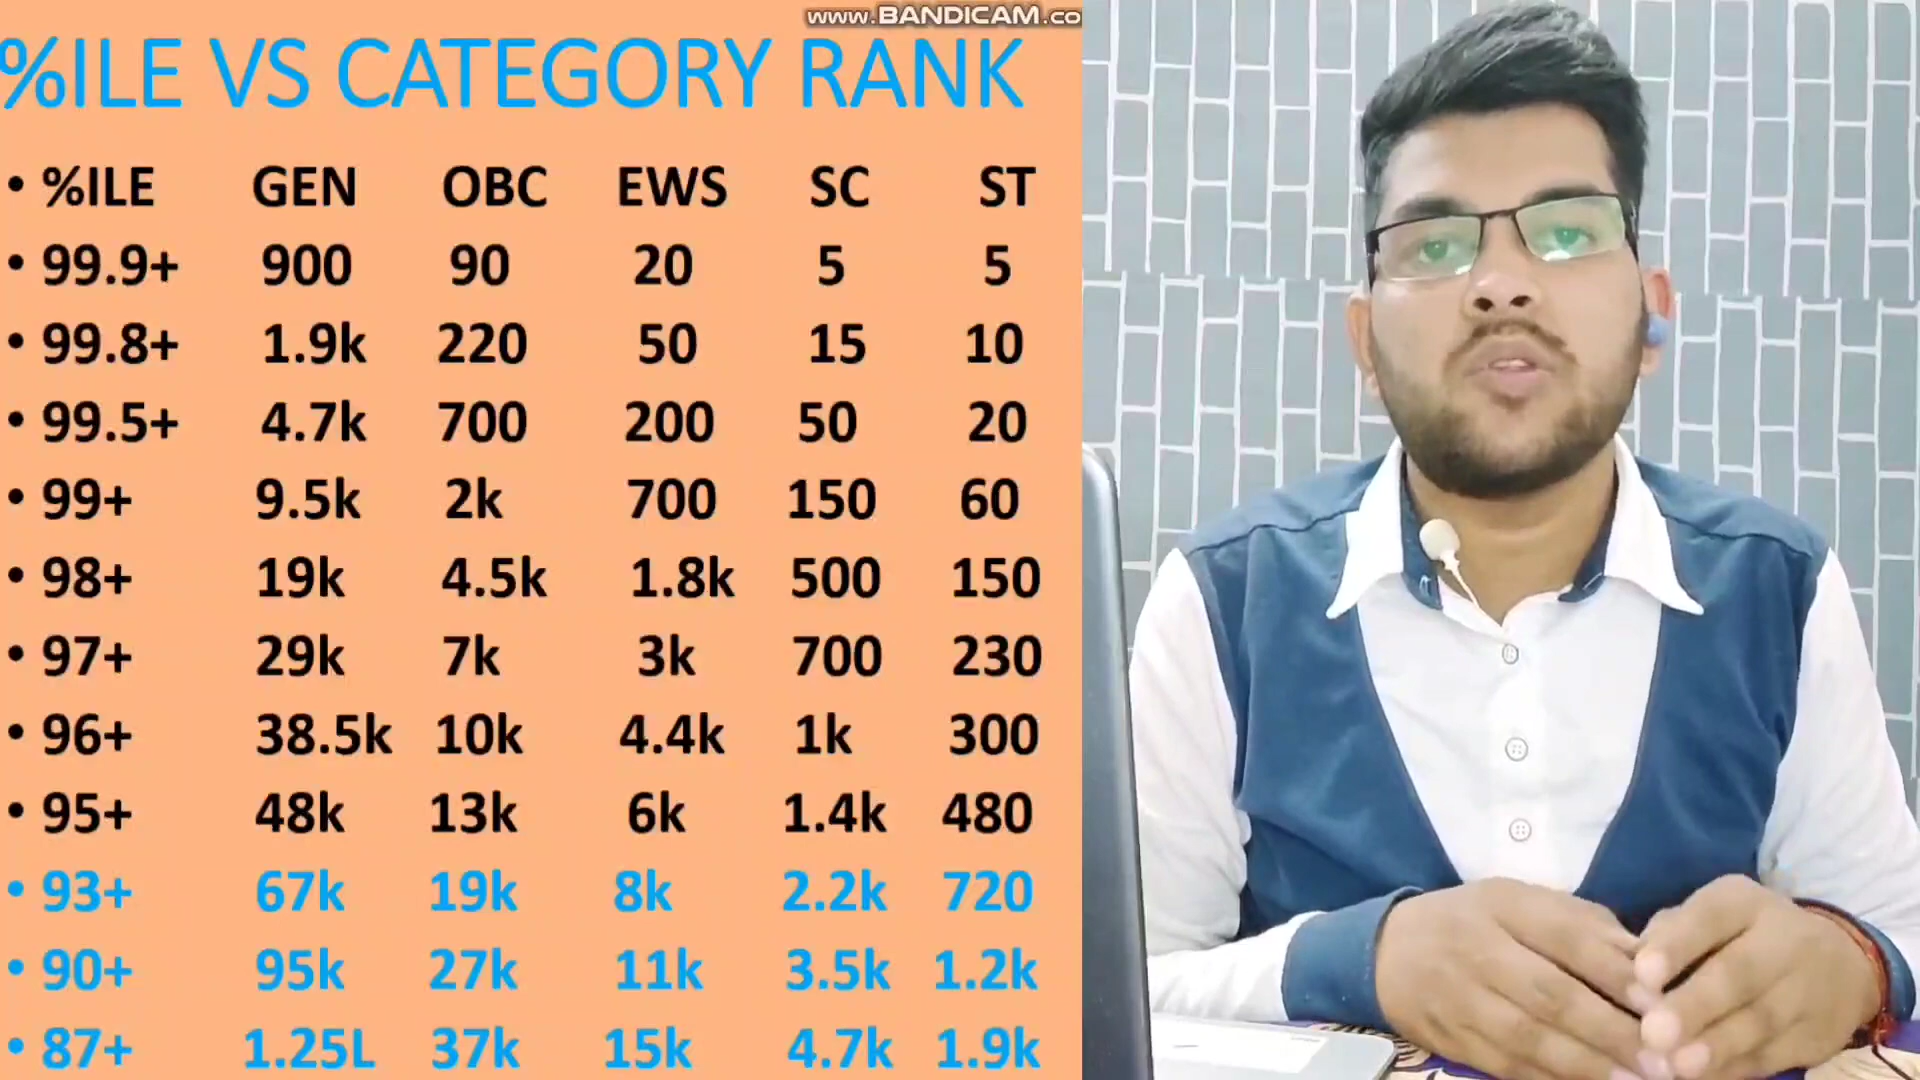 www.BANDICAM.co
%ILE VS CATEGORY RANK
• %ILE GEN OBC EWS SC ST
• 99.9+ 900 90 20 5 5
• 99.8+ 1.9k 220 50 15 10
• 99.5+ 4.7k 700 200 50 20
• 99+ 9.5k 2k 700 150 60
• 98+ 19k 4.5k 1.8k 500 150
• 97+ 29k 7k 3k 700 230
• 96+ 38.5k 10k 4.4k 1k 300
• 95+ 48k 13k 6k 1.4k 480
• 93+ 67k 19k 8k 2.2k 720
• 90+ 95k 27k 11k 3.5k 1.2k
• 87+ 1.25L 37k 15k 4.7k 1.9k